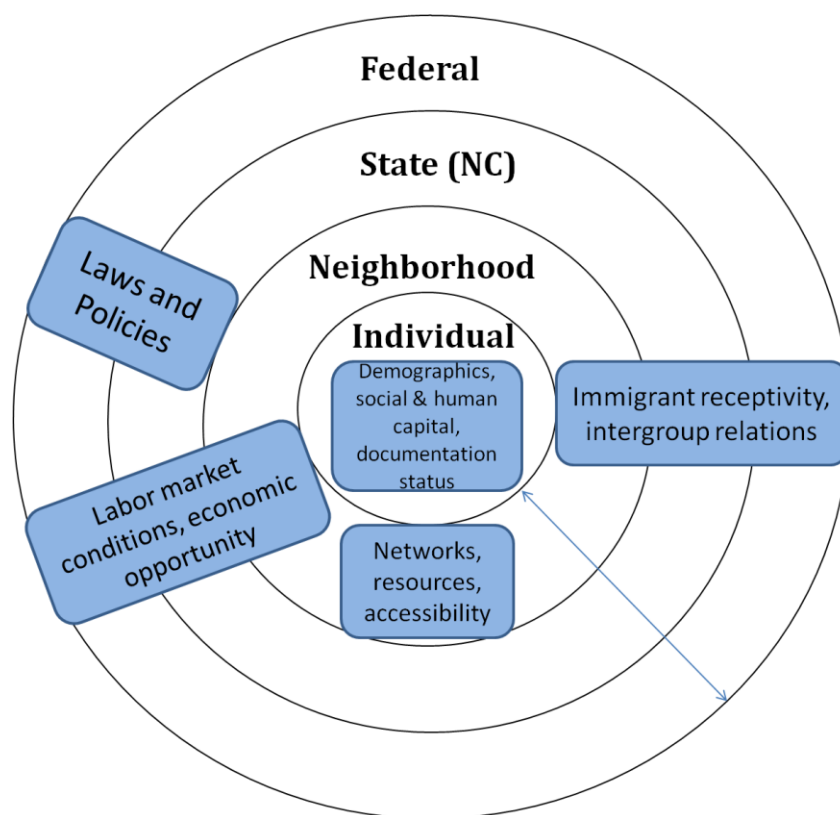 Federal
State (NC)
Neighborhood
Individual
Laws and
Policies
Demographics,
social & human
capital,
documentation
status
Immigrant receptivity,
intergroup relations
Labor market
conditions, economic
opportunity
Networks,
resources,
accessibility